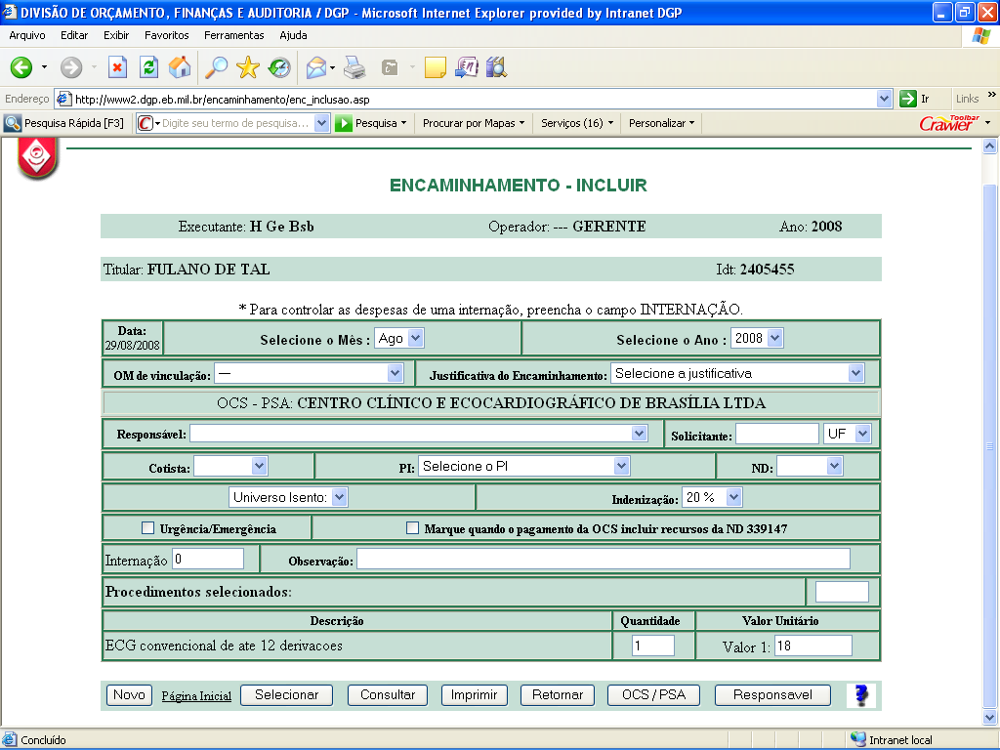 DIVISÃO DE ORÇAMENTO, FINANÇAS E AUDITORIA / DGP - Microsoft Internet Explorer provided by Intranet DGP
Arquivo Editar Exibir Favoritos Ferramentas Ajuda
Endereço http://www2.dgp.eb.mil.br/encaminhamento/enc_inclusao.asp Ir Links »
Pesquisa Rápida [F3] Digite seu termo de pesquisa... Pesquisa Procurar por Mapas Serviços (16) Personalizar Crawler Toolbar
ENCAMINHAMENTO - INCLUIR
Executante: H Ge Bsb Operador: --- GERENTE Ano: 2008
Titular: FULANO DE TAL Idt: 2405455
* Para controlar as despesas de uma internação, preencha o campo INTERNAÇÃO.
Data: 29/08/2008 Selecione o Mês : Ago Selecione o Ano : 2008
OM de vinculação: --- Justificativa do Encaminhamento: Selecione a justificativa
OCS - PSA: CENTRO CLÍNICO E ECOCARDIOGRÁFICO DE BRASÍLIA LTDA
Responsável: Solicitante: UF
Cotista: PI: Selecione o PI ND:
Universo Isento: Indenização: 20 %
Urgência/Emergência Marque quando o pagamento da OCS incluir recursos da ND 339147
Internação 0 Observação:
Procedimentos selecionados:
Descrição Quantidade Valor Unitário
ECG convencional de ate 12 derivacoes 1 Valor 1: 18
Novo Página Inicial Selecionar Consultar Imprimir Retornar OCS / PSA Responsavel ?
Concluído Intranet local